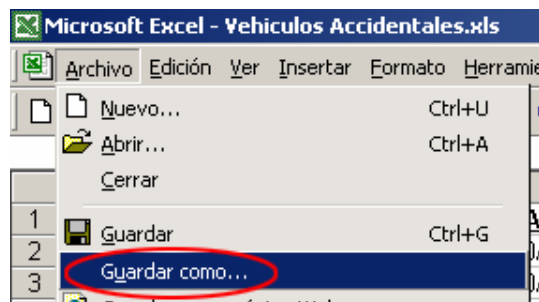 Microsoft Excel - Vehiculos Accidentales.xls
Archivo Edición Ver Insertar Formato
Nuevo... Ctrl+U
Abrir... Ctrl+A
Cerrar
1
Guardar Ctrl+G
2
Guardar como...
3